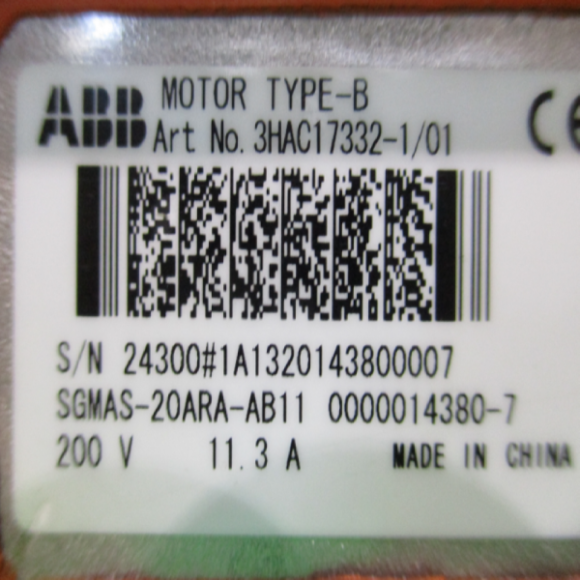 ABB MOTOR TYPE-B
Art No. 3HAC17332-1/01
CE
S/N 24300#1A1320143800007
SGMAS-20ARA-AB11 0000014380-7
200 V 11.3 A MADE IN CHINA